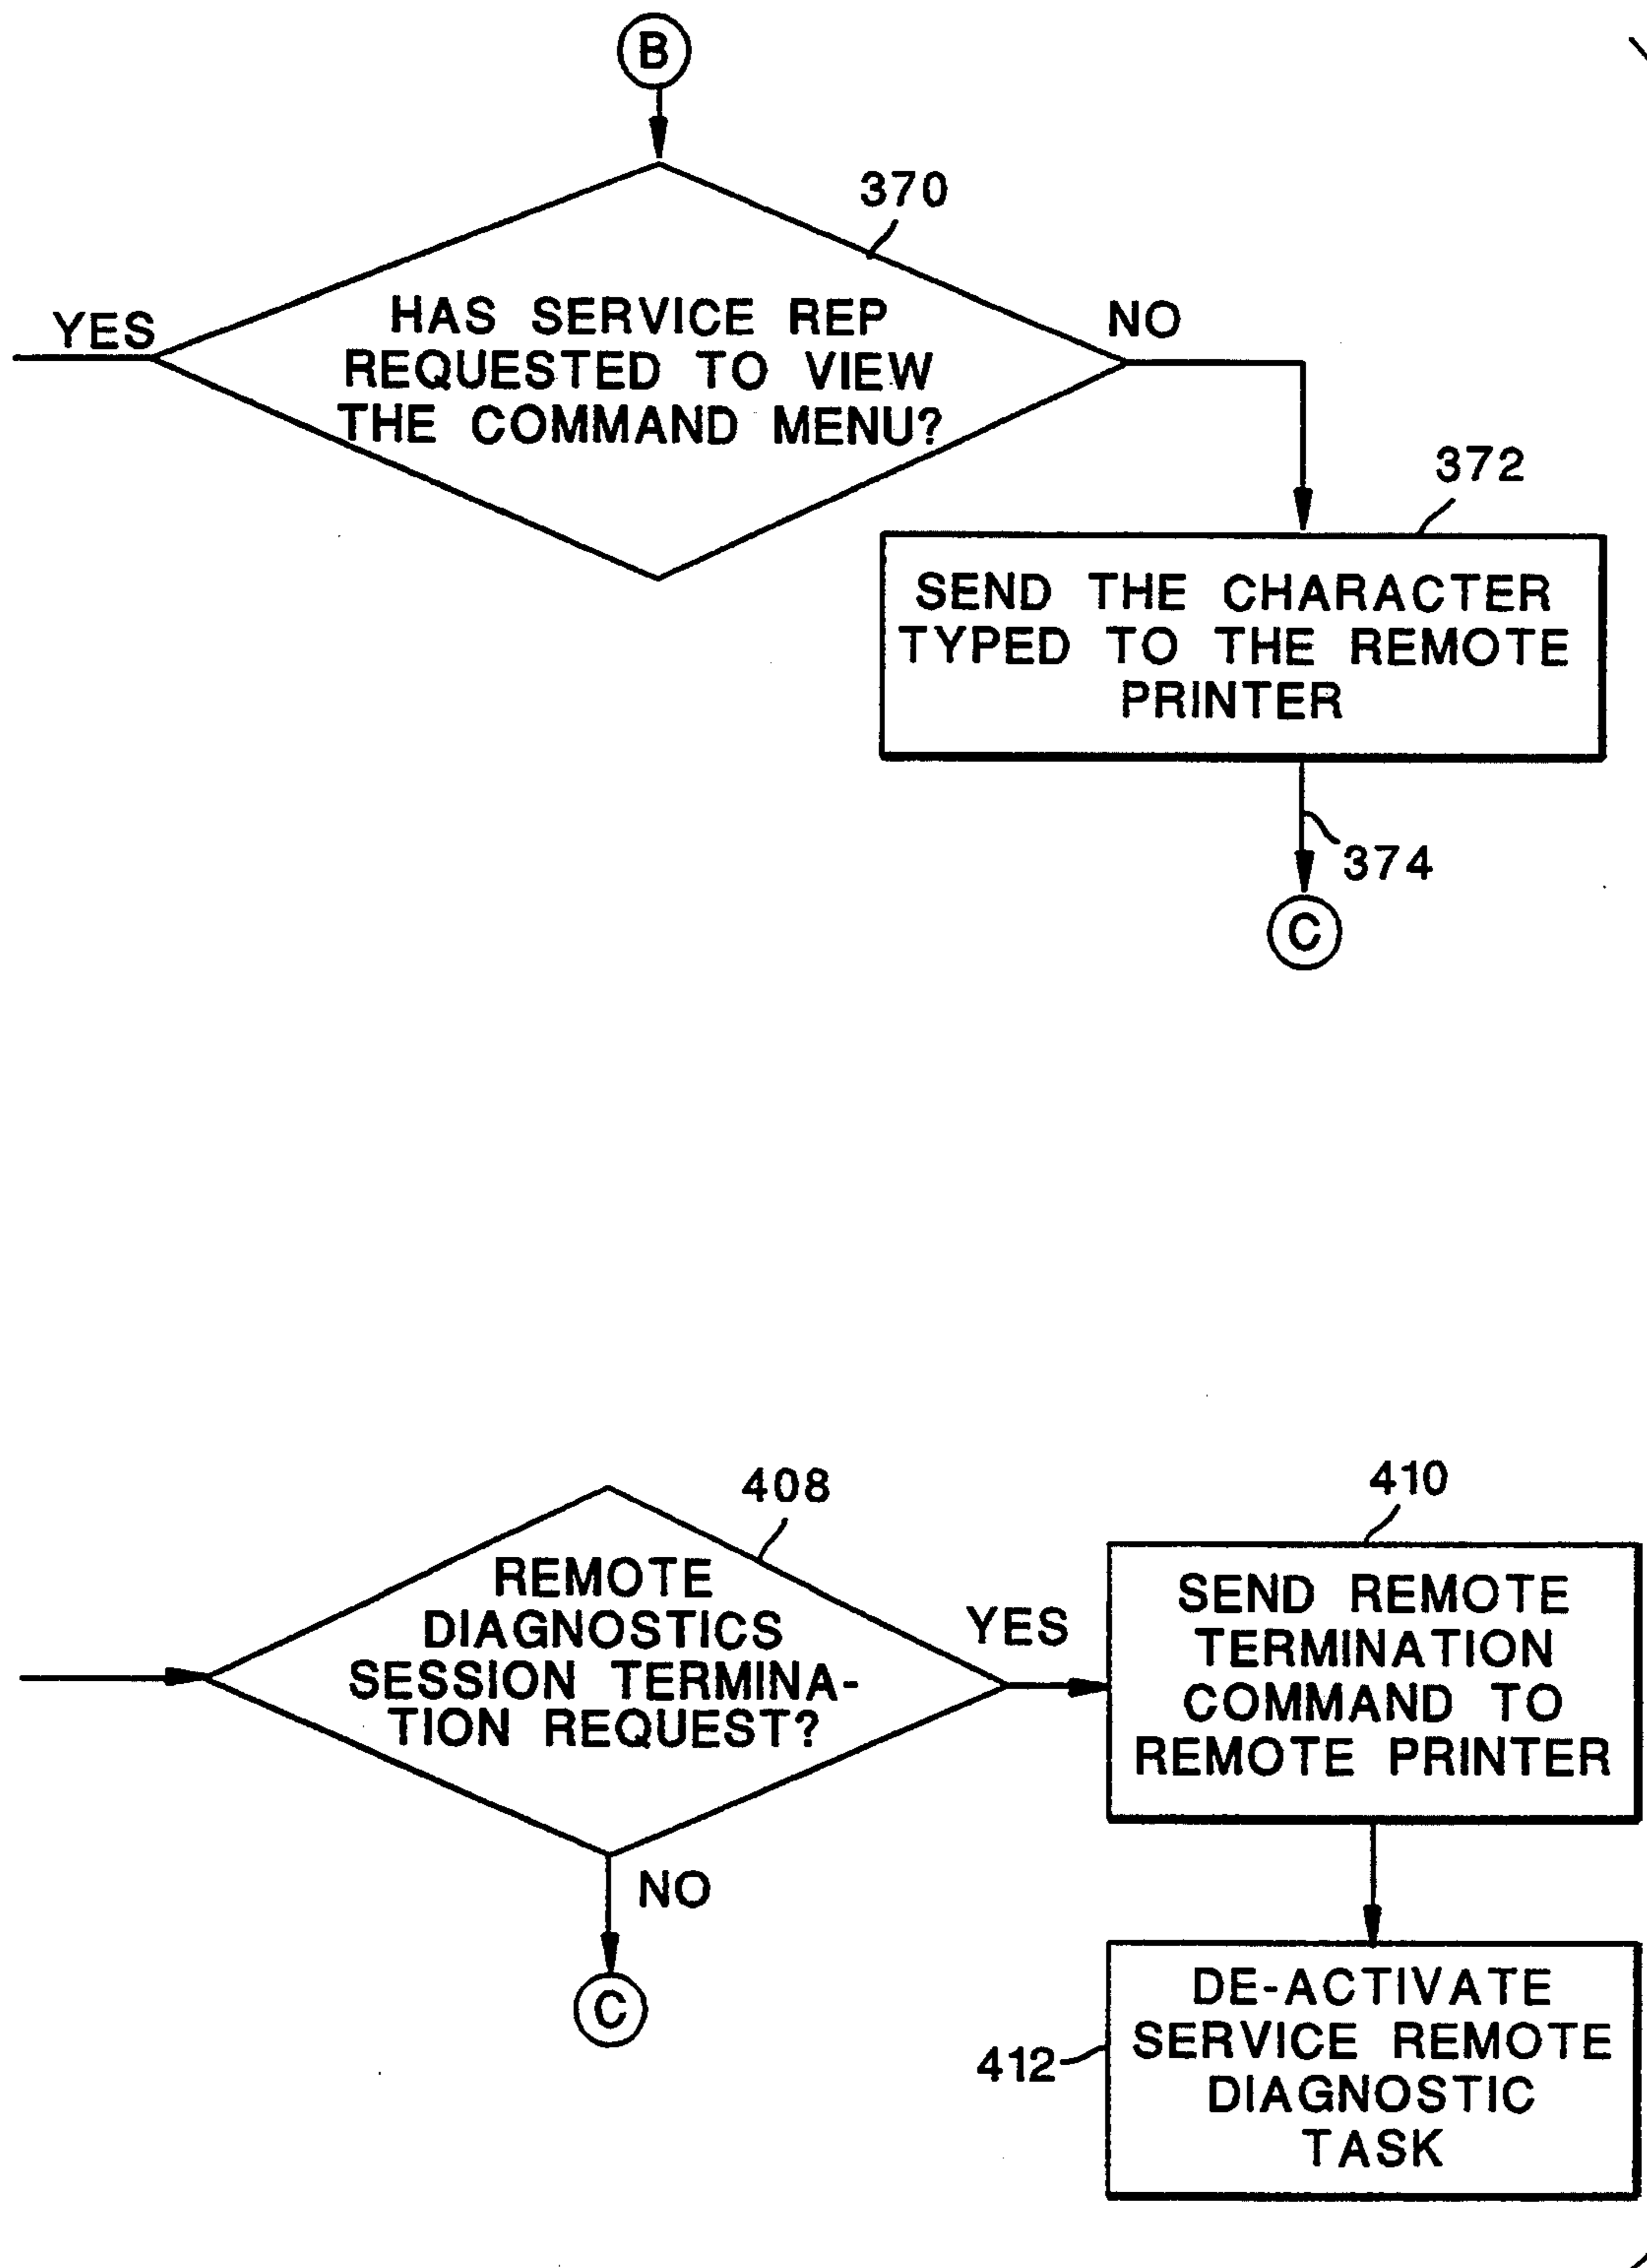 B
370
YES
HAS SERVICE REP
REQUESTED TO VIEW
THE COMMAND MENU?
NO
372
SEND THE CHARACTER
TYPED TO THE REMOTE
PRINTER
374
C
408
REMOTE
DIAGNOSTICS
SESSION TERMINA-
TION REQUEST?
YES
NO
C
410
SEND REMOTE
TERMINATION
COMMAND TO
REMOTE PRINTER
412
DE-ACTIVATE
SERVICE REMOTE
DIAGNOSTIC
TASK